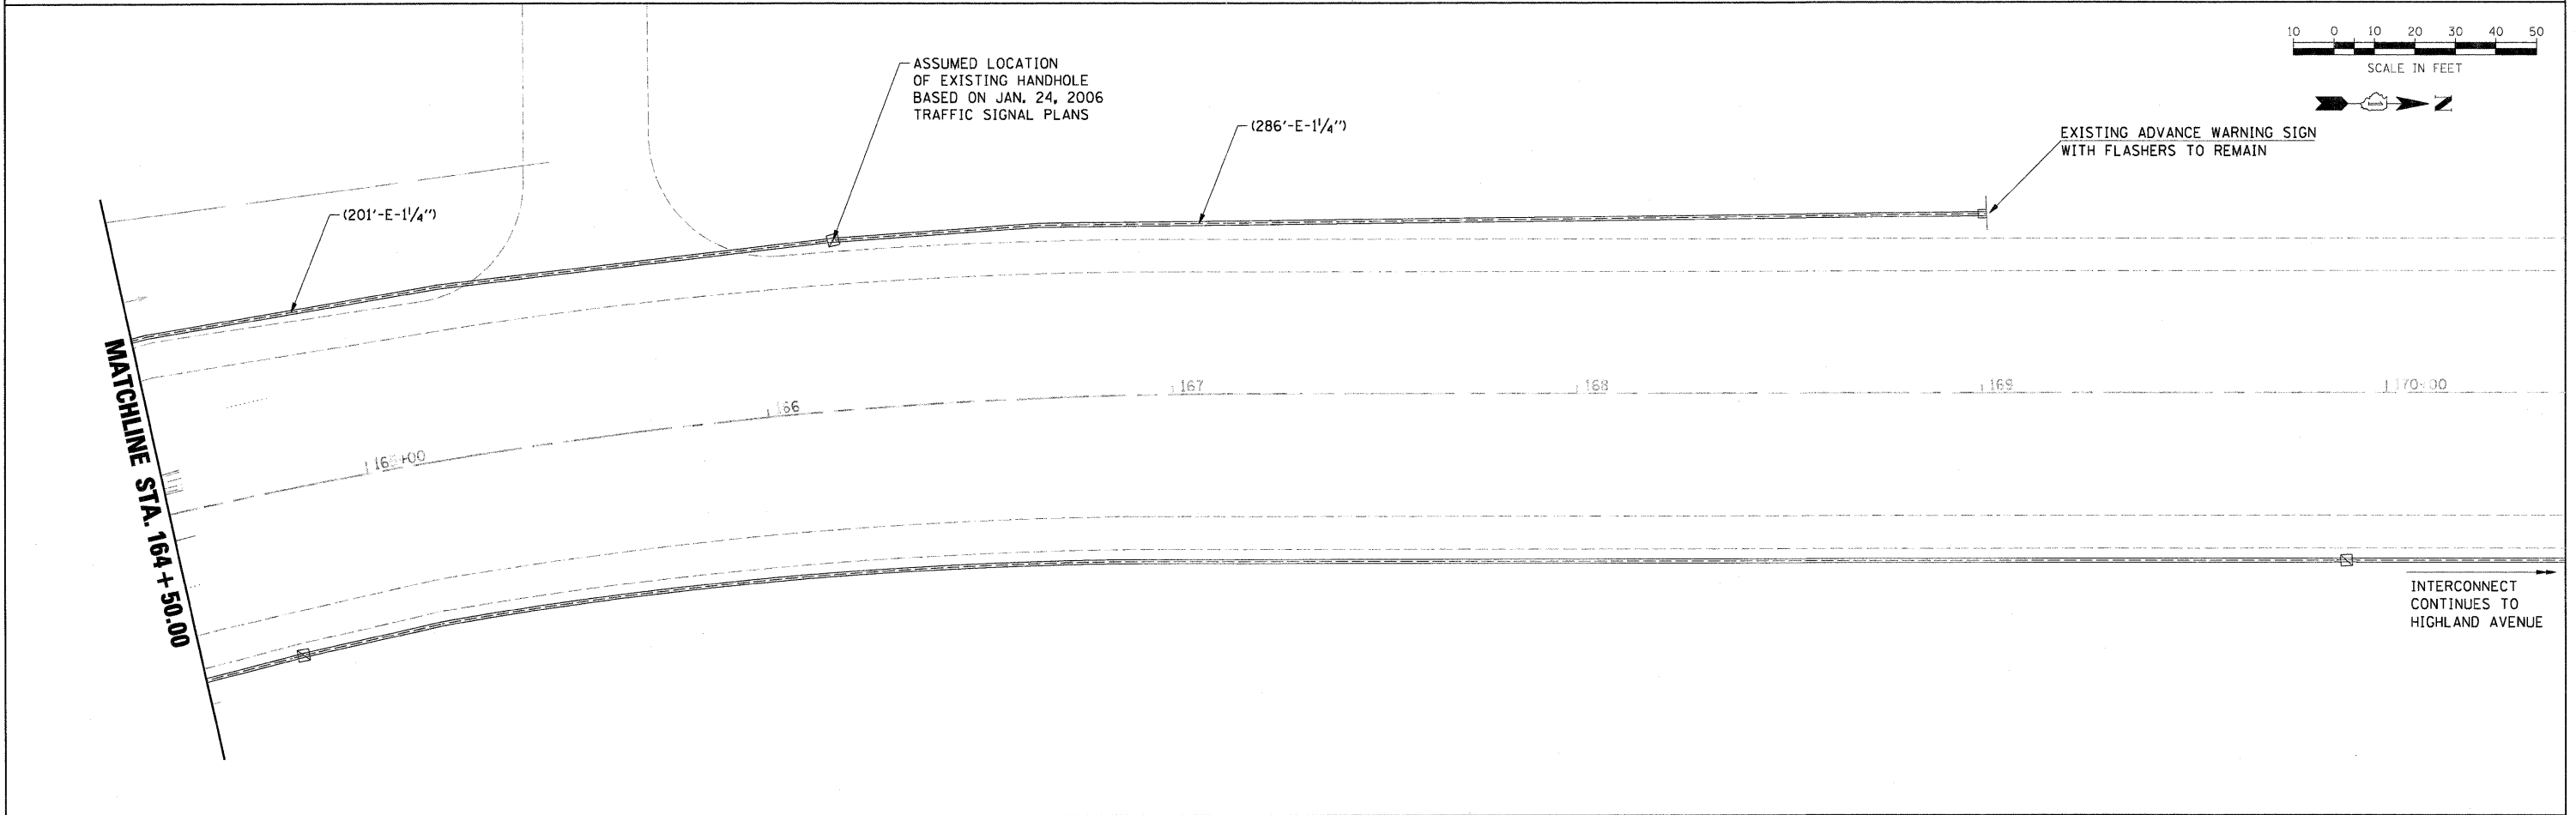 10 0 10 20 30 40 50
SCALE IN FEET
N
ASSUMED LOCATION
OF EXISTING HANDHOLE
BASED ON JAN. 24, 2006
TRAFFIC SIGNAL PLANS
(286'-E-1¼")
EXISTING ADVANCE WARNING SIGN
WITH FLASHERS TO REMAIN
(201'-E-1¼")
MATCHLINE STA. 164+50.00
165+00
166
167
168
169
170+00
INTERCONNECT
CONTINUES TO
HIGHLAND AVENUE